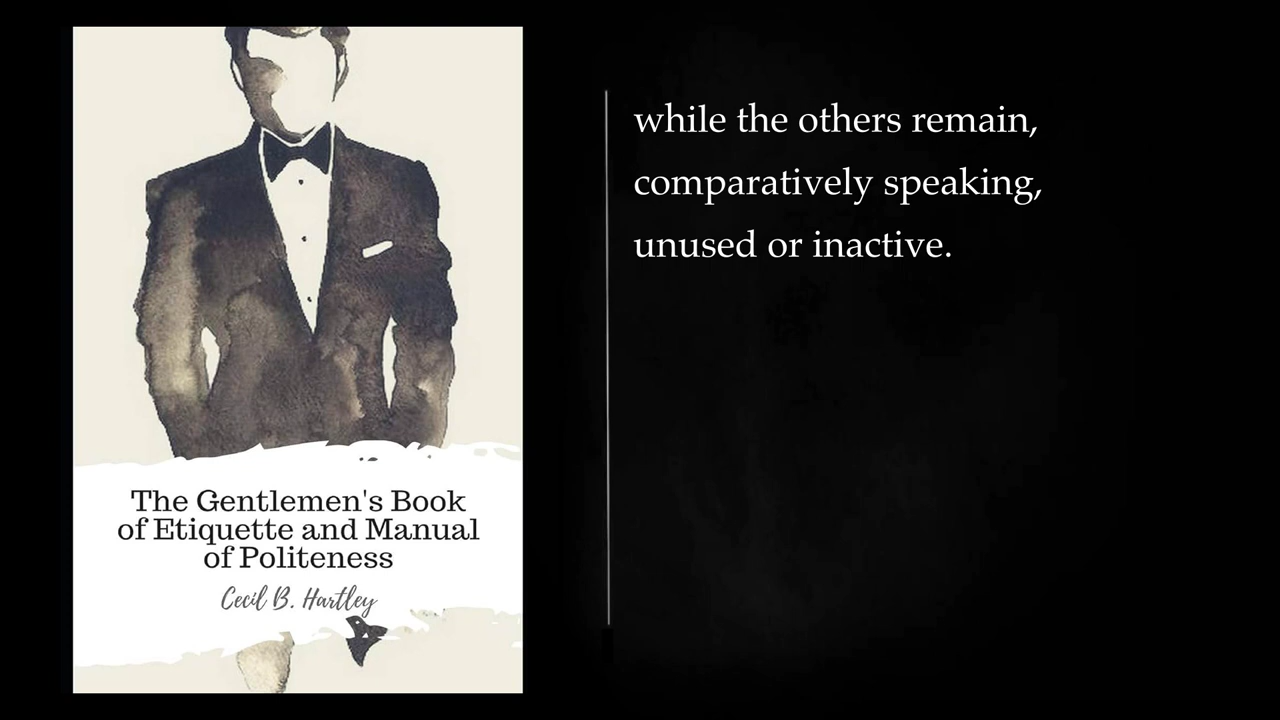 The Gentlemen's Book
of Etiquette and Manual
of Politeness
Cecil B. Hartley
while the others remain,
comparatively speaking,
unused or inactive.